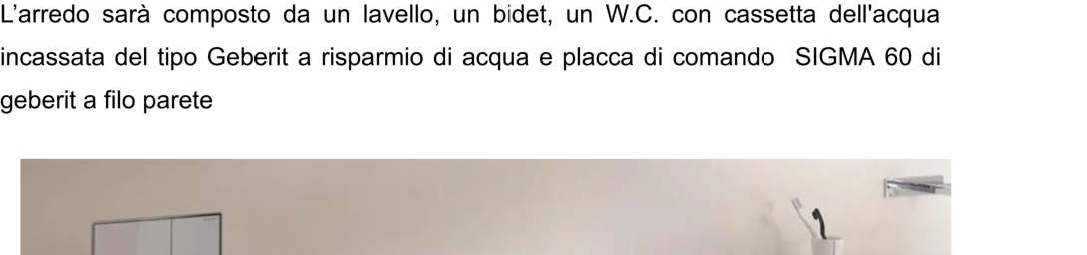 L'arredo sarà composto da un lavello, un bidet, un W.C. con cassetta dell'acqua
incassata del tipo Geberit a risparmio di acqua e placca di comando SIGMA 60 di
geberit a filo parete